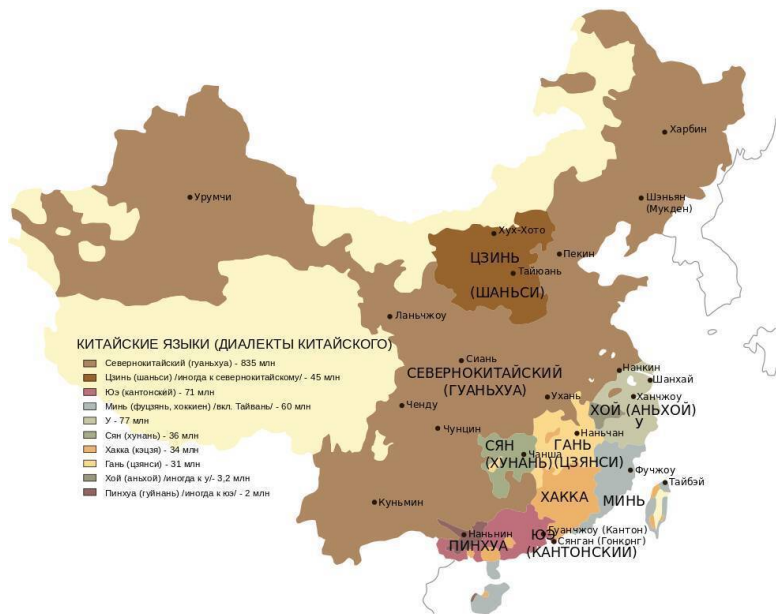 Харбин
Урумчи
Шэньян
(Мукден)
Хух-Хото
Пекин
ЦЗИНЬ
Тайюань
(ШАНЬСИ)
Ланьчжоу
КИТАЙСКИЕ ЯЗЫКИ (ДИАЛЕКТЫ КИТАЙСКОГО)
Севернокитайский (гуаньхуа) - 835 млн
Цзинь (шаньси) /иногда к севернокитайскому/ - 45 млн
Юэ (кантонский) - 71 млн
Минь (фуцзянь, хоккиен) /вкл. Тайвань/ - 60 млн
У - 77 млн
Сян (хунань) - 36 млн
Хакка (кэцзя) - 34 млн
Гань (цзянси) - 31 млн
Хой (аньхой) /иногда к у/- 3,2 млн
Пинхуа (гуйнань) /иногда к юэ/ - 2 млн
Сиань
СЕВЕРНОКИТАЙСКИЙ
(ГУАНЬХУА)
Нанкин
Шанхай
Ухань
Ханчжоу
Ченду
ХОЙ (АНЬХОЙ)
У
Чунцин
Наньчан
СЯН
ГАНЬ
Чанша
(ХУНАНЬ)
(ЦЗЯНСИ)
Фучжоу
Тайбэй
ХАККА
МИНЬ
Куньмин
Наньнин
Гуанчжоу (Кантон)
ПИНХУА
ЮЭ
Сянган (Гонконг)
(КАНТОНСКИЙ)